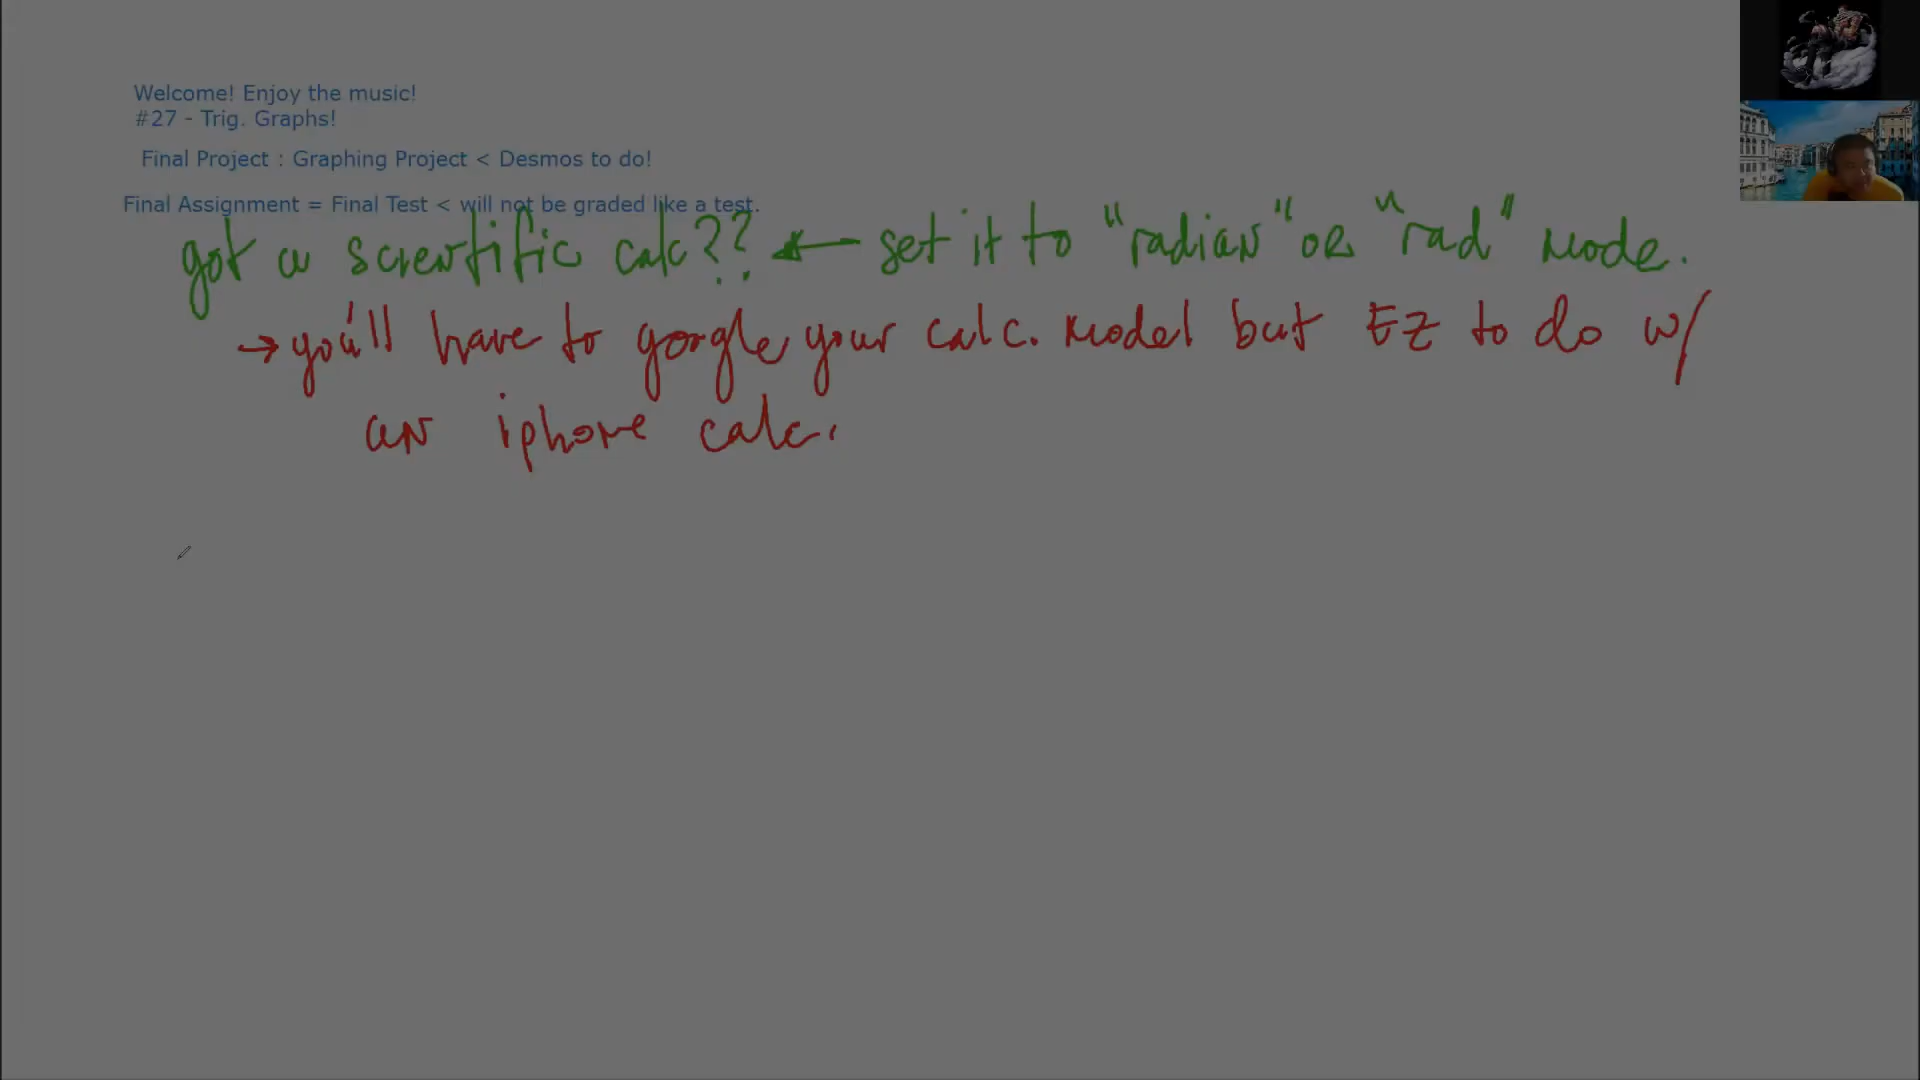 Welcome! Enjoy the music!
#27 - Trig. Graphs!
Final Project : Graphing Project < Desmos to do!
Final Assignment = Final Test < will not be graded like a test.
got a scientific calc?? ← set it to "radian" or "rad" mode.
→ you'll have to google your calc. model but EZ to do w/
an iphone calc.